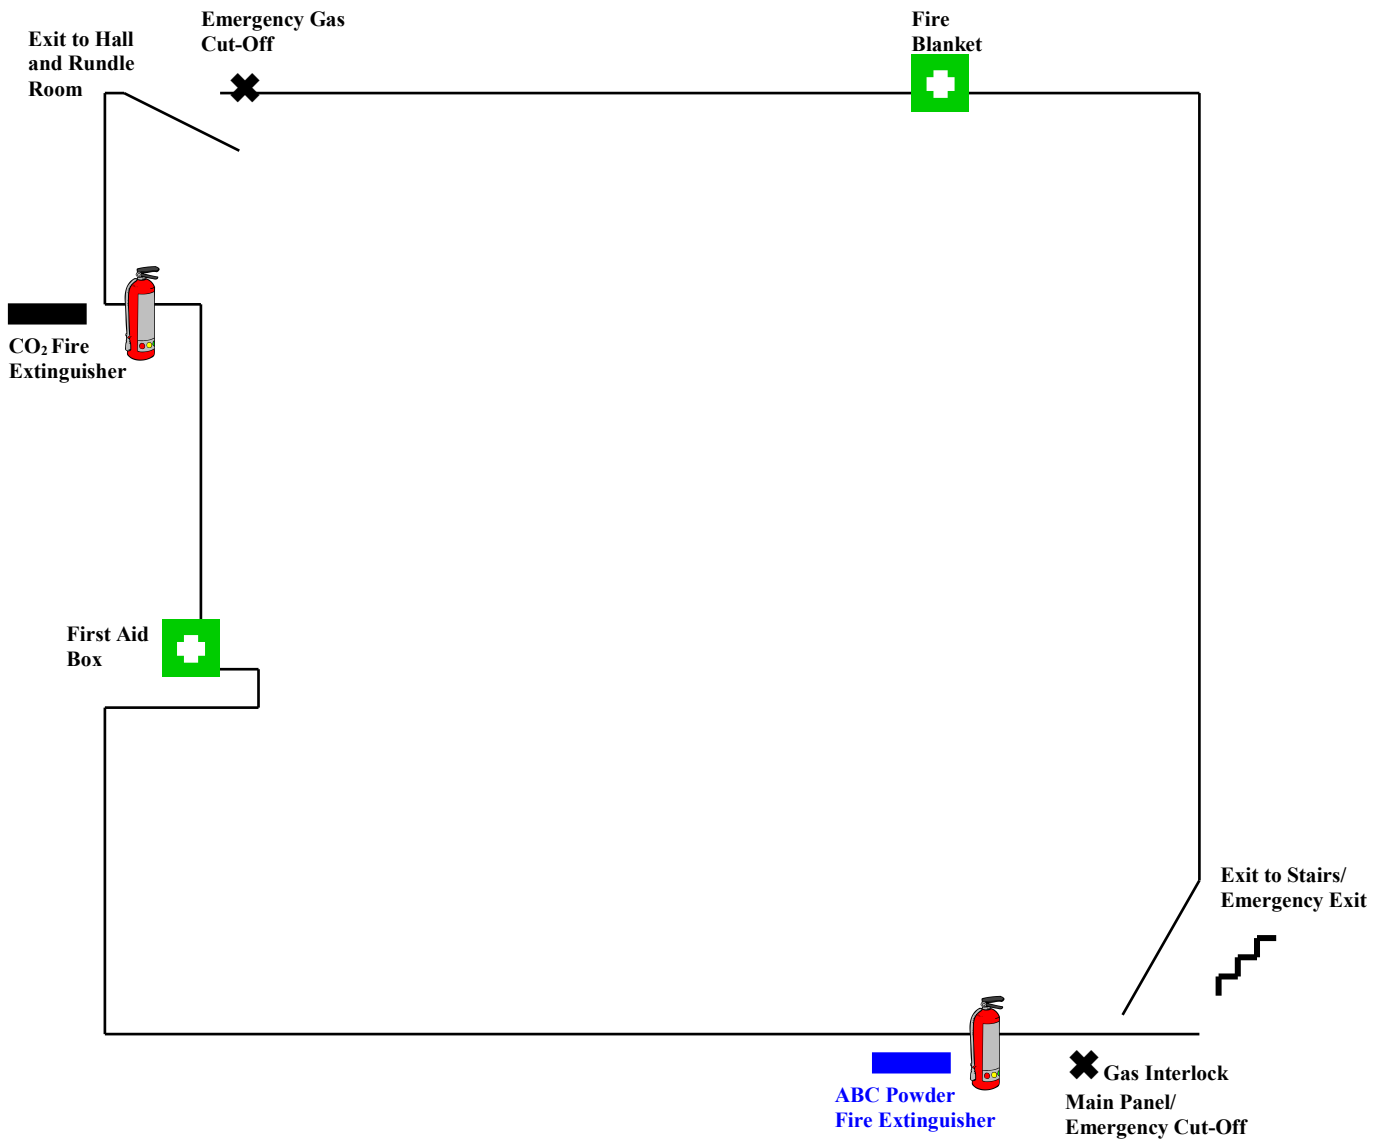 Emergency Gas
Cut-Off
Exit to Hall
and Rundle
Room
Fire
Blanket
CO₂ Fire
Extinguisher
First Aid
Box
Exit to Stairs/
Emergency Exit
Gas Interlock
Main Panel/
Emergency Cut-Off
ABC Powder
Fire Extinguisher